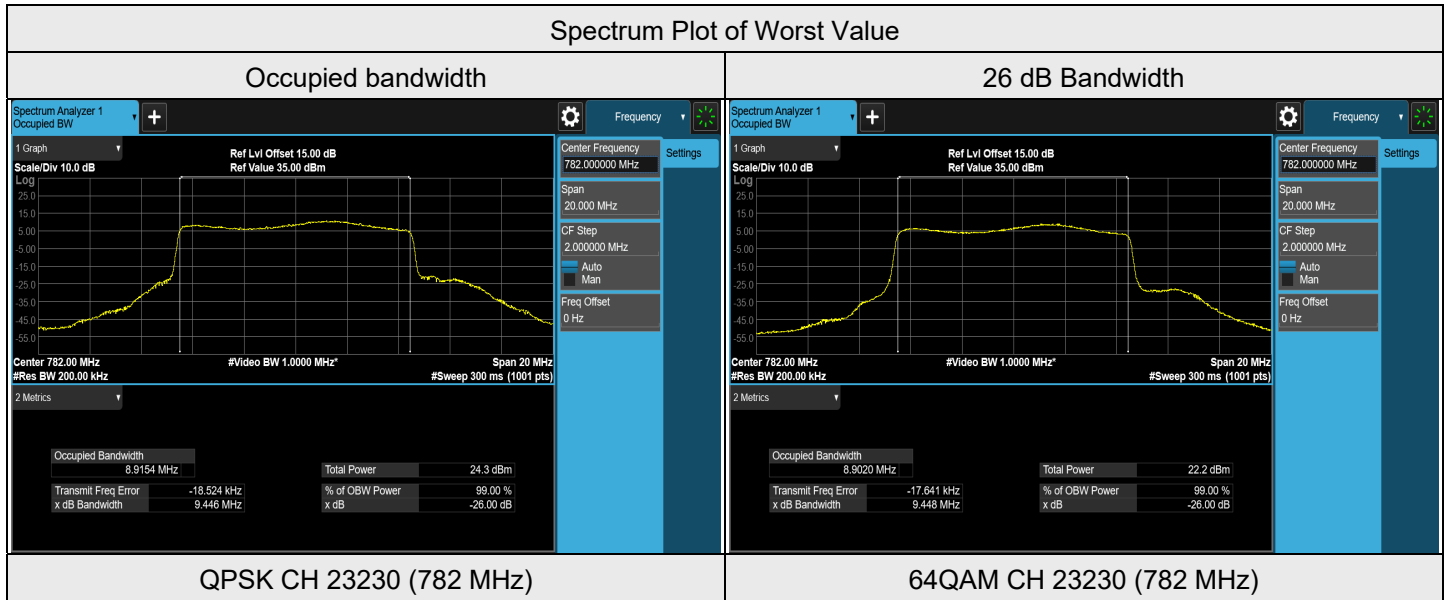 Spectrum Plot of Worst Value
Occupied bandwidth
26 dB Bandwidth
Spectrum Analyzer 1
Occupied BW
+
Frequency
1 Graph
Ref Lvl Offset 15.00 dB
Scale/Div 10.0 dB
Ref Value 35.00 dBm
Log
25.0
15.0
5.00
-5.00
-15.0
-25.0
-35.0
-45.0
-55.0
Center 782.00 MHz
#Video BW 1.0000 MHz*
Span 20 MHz
#Res BW 200.00 kHz
#Sweep 300 ms (1001 pts)
Center Frequency
782.000000 MHz
Settings
Span
20.000 MHz
CF Step
2.000000 MHz
Auto
Man
Freq Offset
0 Hz
2 Metrics
Occupied Bandwidth
8.9154 MHz
Total Power 24.3 dBm
Transmit Freq Error -18.524 kHz
% of OBW Power 99.00 %
x dB Bandwidth 9.446 MHz
x dB -26.00 dB
Spectrum Analyzer 1
Occupied BW
+
Frequency
1 Graph
Ref Lvl Offset 15.00 dB
Scale/Div 10.0 dB
Ref Value 35.00 dBm
Log
25.0
15.0
5.00
-5.00
-15.0
-25.0
-35.0
-45.0
-55.0
Center 782.00 MHz
#Video BW 1.0000 MHz*
Span 20 MHz
#Res BW 200.00 kHz
#Sweep 300 ms (1001 pts)
Center Frequency
782.000000 MHz
Settings
Span
20.000 MHz
CF Step
2.000000 MHz
Auto
Man
Freq Offset
0 Hz
2 Metrics
Occupied Bandwidth
8.9020 MHz
Total Power 22.2 dBm
Transmit Freq Error -17.641 kHz
% of OBW Power 99.00 %
x dB Bandwidth 9.448 MHz
x dB -26.00 dB
QPSK CH 23230 (782 MHz)
64QAM CH 23230 (782 MHz)